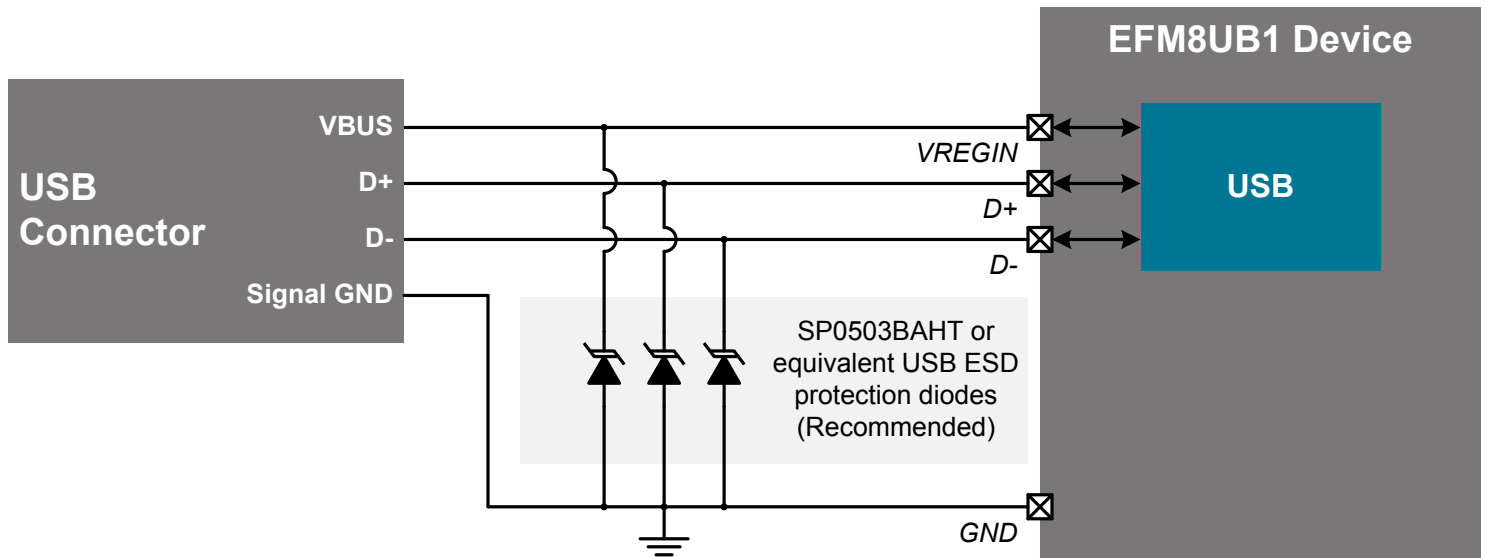 EFM8UB1 Device
USB
Connector
VBUS
D+
D-
Signal GND
VREGIN
D+
D-
USB
SP0503BAHT or
equivalent USB ESD
protection diodes
(Recommended)
GND